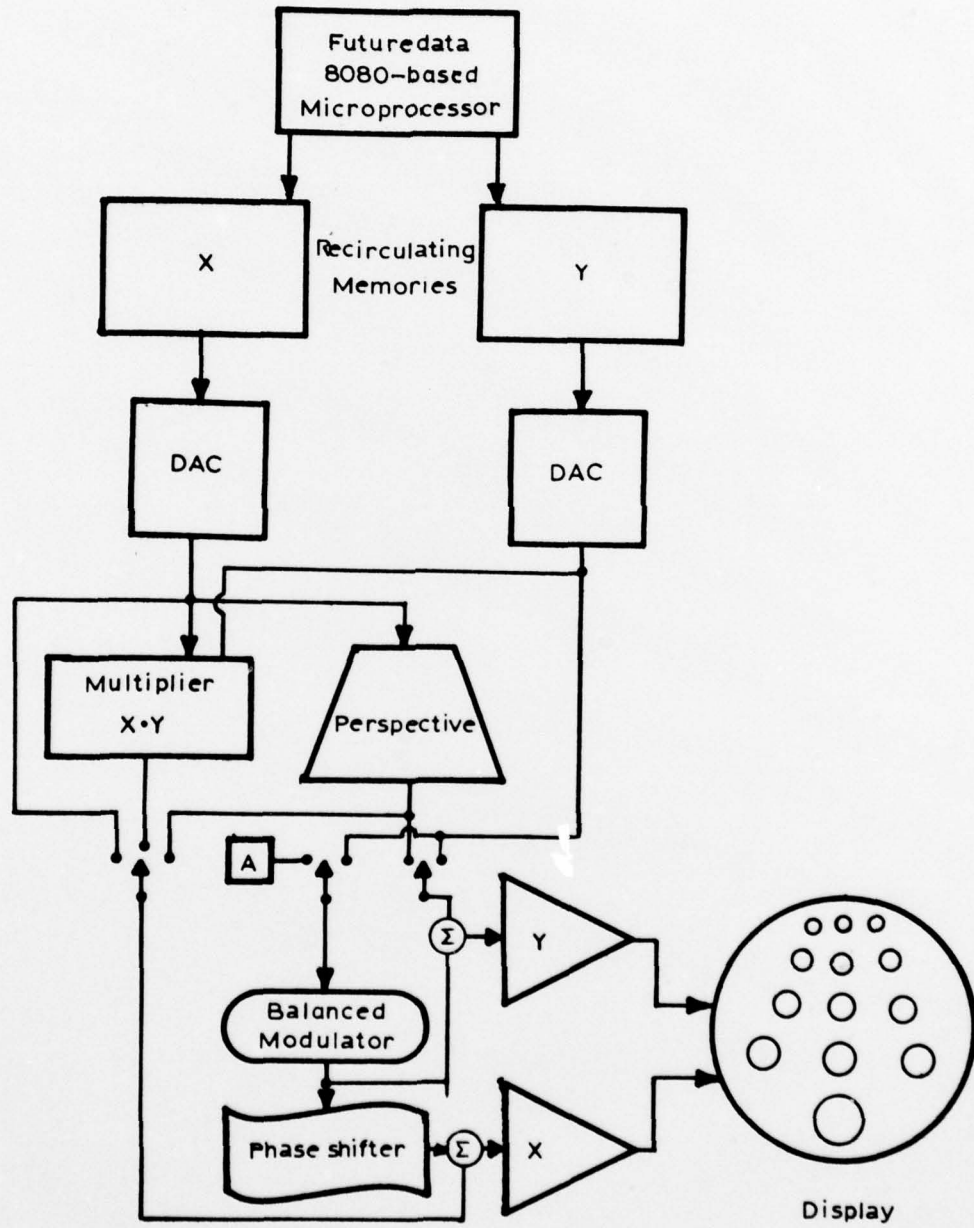 Futuredata
8080-based
Microprocessor
X
Recirculating
Memories
Y
DAC
DAC
Multiplier
X•Y
Perspective
A
Σ
Y
Balanced
Modulator
Phase shifter
Σ
X
Display